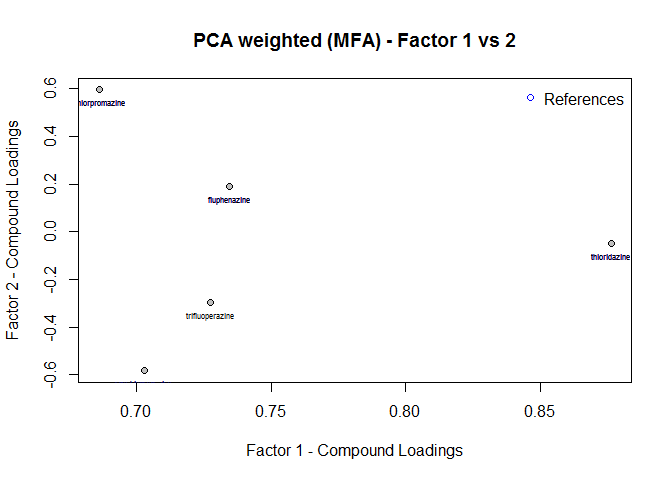 PCA weighted (MFA) - Factor 1 vs 2
Factor 2 - Compound Loadings
0.6
0.4
0.2
0.0
-0.2
-0.4
-0.6
References
hlorpromazine
fluphenazine
thioridazine
trifluoperazine
0.70
0.75
0.80
0.85
Factor 1 - Compound Loadings